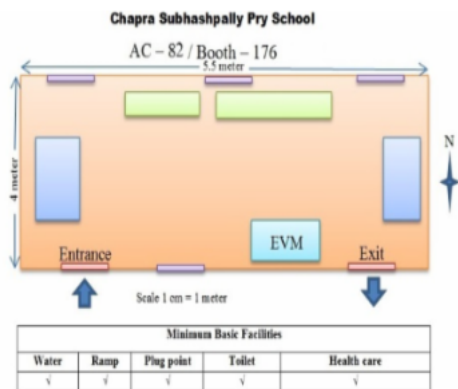 Chapra Subhashpally Pry School
AC – 82 / Booth – 176
5.5 meter
4 meter
N
EVM
Entrance
Exit
Scale 1 cm = 1 meter
Minimum Basic Facilities
Water Ramp Plug point Toilet Health care
√ √ √ √ √